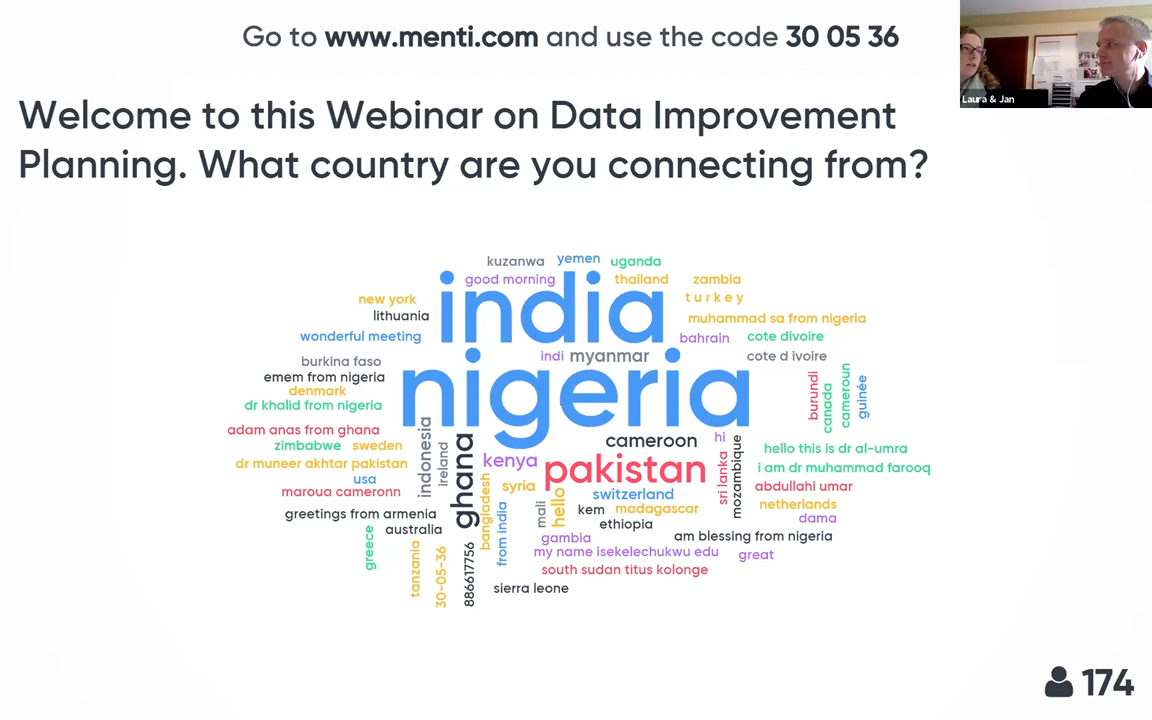 Go to www.menti.com and use the code 30 05 36
Laura & Jan
Welcome to this Webinar on Data Improvement
Planning. What country are you connecting from?
kuzanwa
yemen
uganda
good morning
thailand
zambia
new york
india
turkey
lithuania
muhammad sa from nigeria
wonderful meeting
bahrain
cote divoire
burkina faso
indi
myanmar
cote d ivoire
emem from nigeria
denmark
nigeria
burundi
canada
cameroun
guinée
dr khalid from nigeria
adam anas from ghana
zimbabwe
sweden
indonesia
ireland
ghana
cameroon
hi
hello this is dr al-umra
dr muneer akhtar pakistan
kenya
pakistan
sri lanka
mozambique
i am dr muhammad farooq
usa
maroua cameronn
bangladesh
syria
switzerland
abdullahi umar
greetings from armenia
mali
hello
kem
madagascar
netherlands
dama
australia
from india
ethiopia
greece
tanzania
30-05-36
886617756
gambia
am blessing from nigeria
my name isekelechukwu edu
great
south sudan titus kolonge
sierra leone
174